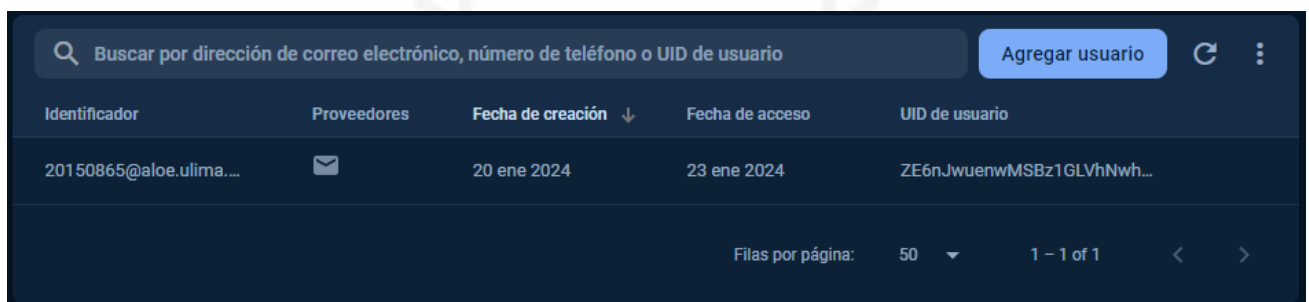 Buscar por dirección de correo electrónico, número de teléfono o UID de usuario Agregar usuario
Identificador Proveedores Fecha de creación Fecha de acceso UID de usuario
20150865@aloe.ulima.... 20 ene 2024 23 ene 2024 ZE6nJwuenwMSBz1GLVhNwh...
Filas por página: 50 1 – 1 of 1